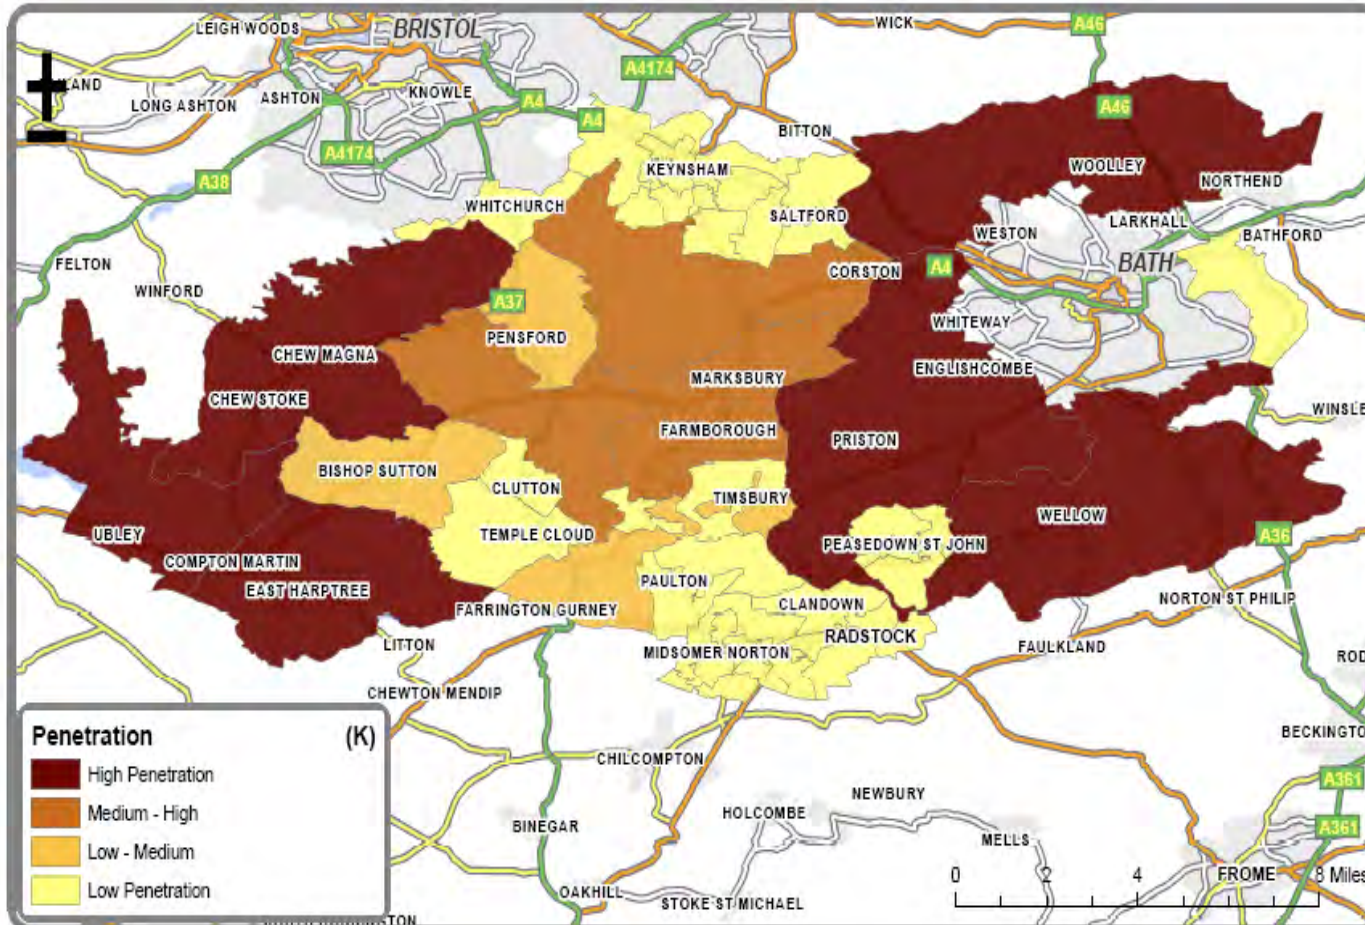 LEIGH WOODS
BRISTOL
WICK
A46
A4174
LONG ASHTON
ASHTON
KNOWLE
A4
A46
A4
BITTON
A4174
KEYNSHAM
WOOLLEY
A38
NORTHEND
WHITCHURCH
SALTFORD
LARKHALL
WESTON
BATHFORD
FELTON
CORSTON
A4
BATH
WINFORD
A37
WHITEWAY
PENSFORD
CHEW MAGNA
ENGLISHCOMBE
MARKSBURY
CHEW STOKE
FARMBOROUGH
PRISTON
BISHOP SUTTON
CLUTTON
TIMSBURY
WELLOW
UBLEY
TEMPLE CLOUD
PEASEDOWN ST JOHN
A36
COMPTON MARTIN
EAST HARPTREE
PAULTON
CLANDOWN
FARRINGTON GURNEY
NORTON ST PHILIP
RADSTOCK
LITTON
MIDSOMER NORTON
FAULKLAND
CHEWTON MENDIP
Penetration (K)
High Penetration
Medium - High
Low - Medium
Low Penetration
CHILCOMPTON
A361
NEWBURY
HOLCOMBE
BINEGAR
A361
MELLS
FROME
0 2 4 8 Miles
OAKHILL
STOKE ST MICHAEL